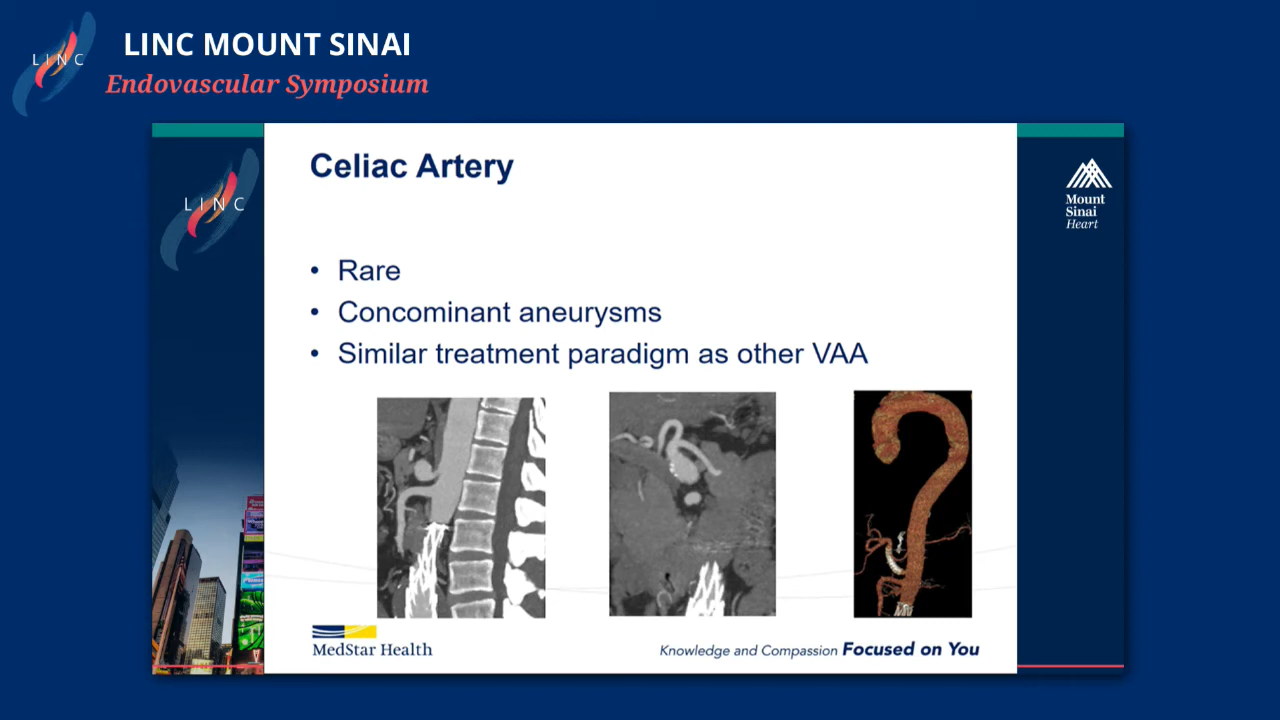 LINC
LINC MOUNT SINAI
Endovascular Symposium
LINC
Mount
Sinai
Heart
Celiac Artery
• Rare
• Concominant aneurysms
• Similar treatment paradigm as other VAA
MedStar Health
Knowledge and Compassion Focused on You